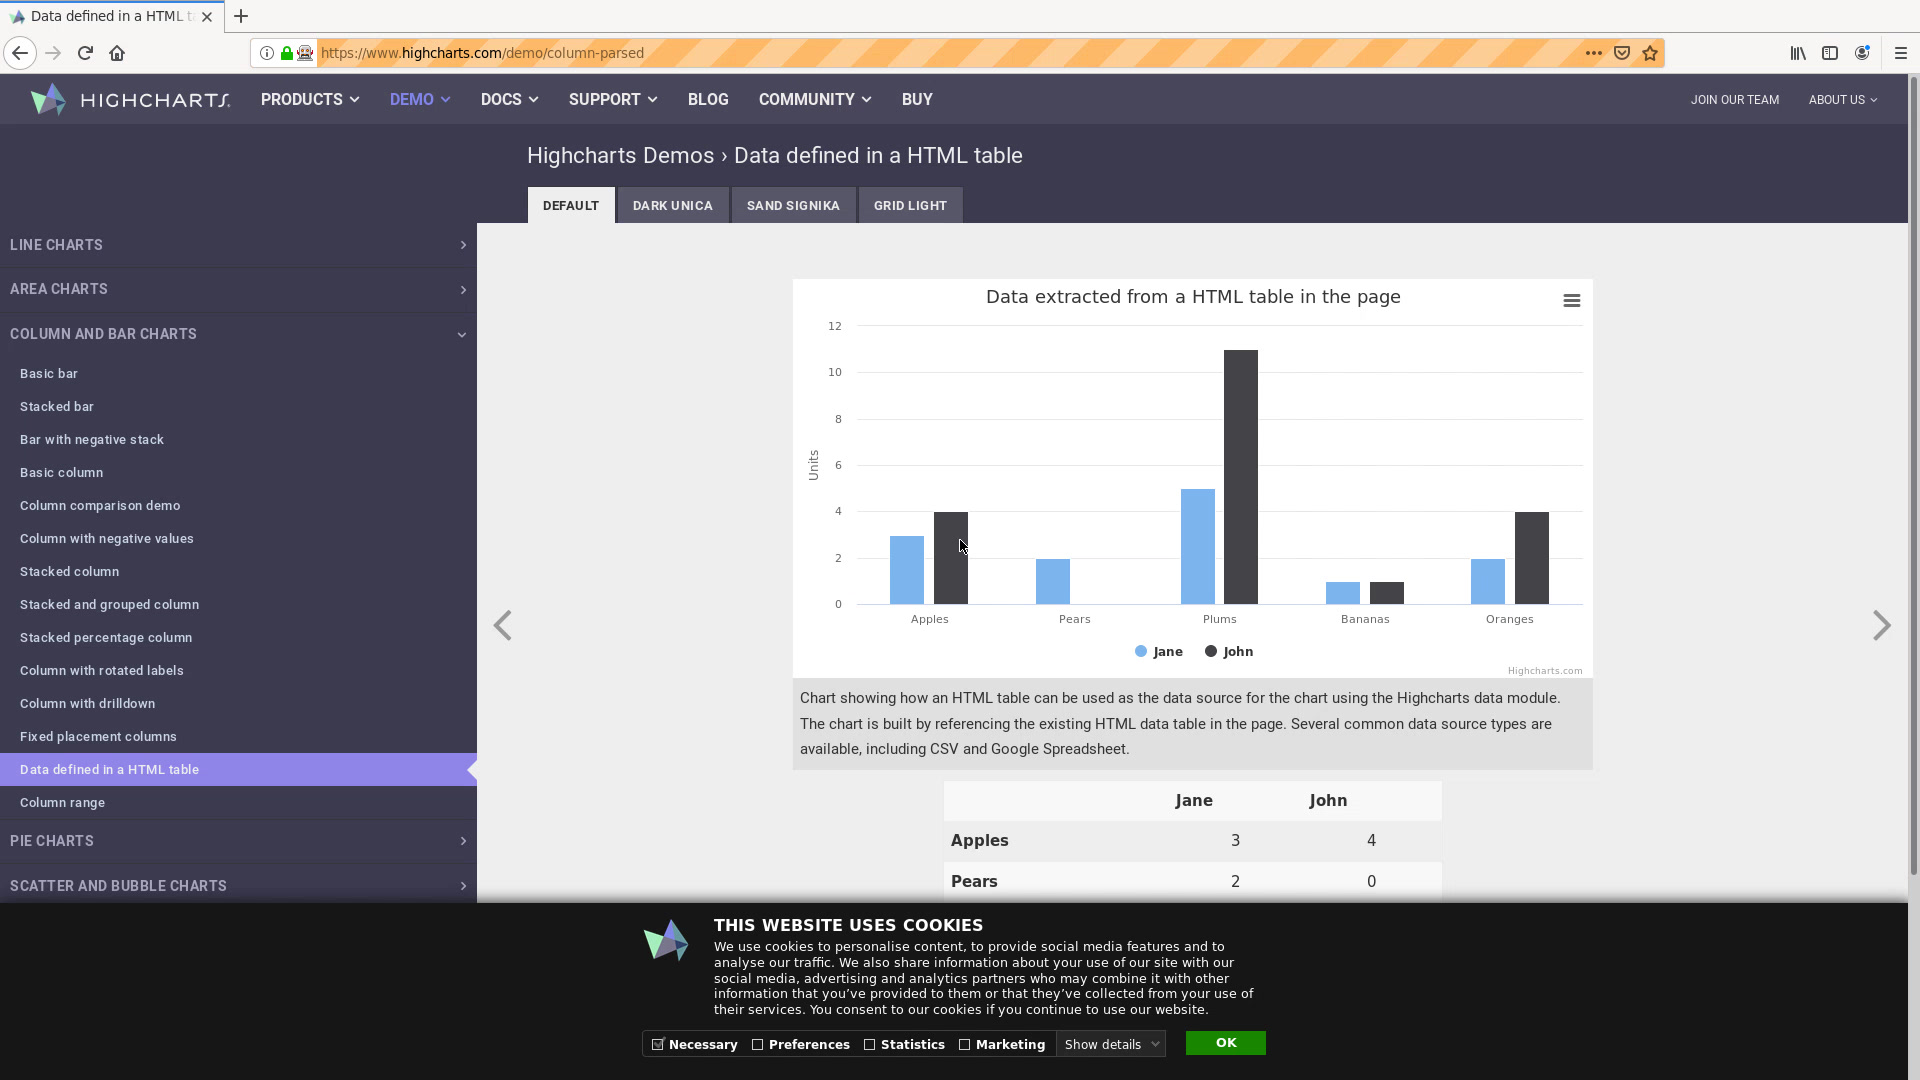 Data defined in a HTML ta
https://www.highcharts.com/demo/column-parsed
HIGHCHARTS.
PRODUCTS
DEMO
DOCS
SUPPORT
BLOG
COMMUNITY
BUY
JOIN OUR TEAM
ABOUT US
Highcharts Demos › Data defined in a HTML table
DEFAULT
DARK UNICA
SAND SIGNIKA
GRID LIGHT
LINE CHARTS
AREA CHARTS
COLUMN AND BAR CHARTS
Basic bar
Stacked bar
Bar with negative stack
Basic column
Column comparison demo
Column with negative values
Stacked column
Stacked and grouped column
Stacked percentage column
Column with rotated labels
Column with drilldown
Fixed placement columns
Data defined in a HTML table
Column range
PIE CHARTS
SCATTER AND BUBBLE CHARTS
Data extracted from a HTML table in the page
Units
12
10
8
6
4
2
0
Apples
Pears
Plums
Bananas
Oranges
Jane
John
Highcharts.com
Chart showing how an HTML table can be used as the data source for the chart using the Highcharts data module.
The chart is built by referencing the existing HTML data table in the page. Several common data source types are
available, including CSV and Google Spreadsheet.
Jane John
Apples 3 4
Pears 2 0
THIS WEBSITE USES COOKIES
We use cookies to personalise content, to provide social media features and to
analyse our traffic. We also share information about your use of our site with our
social media, advertising and analytics partners who may combine it with other
information that you’ve provided to them or that they’ve collected from your use of
their services. You consent to our cookies if you continue to use our website.
Necessary
Preferences
Statistics
Marketing
Show details
OK